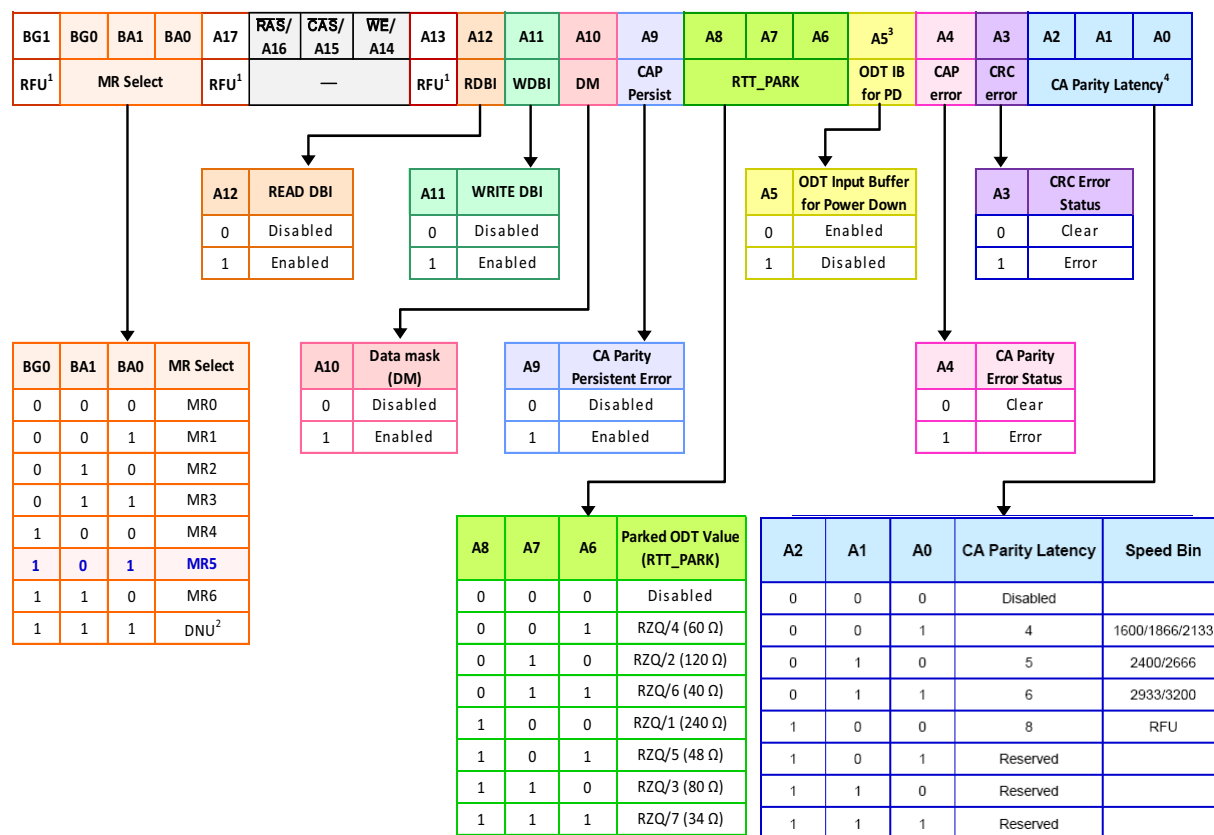 BG1 BG0 BA1 BA0 A17 RAS/ A16 CAS/ A15 WE/ A14 A13 A12 A11 A10 A9 A8 A7 A6 A5³ A4 A3 A2 A1 A0
RFU¹ MR Select RFU¹ — RFU¹ RDBI WDBI DM CAP Persist RTT_PARK ODT IB for PD CAP error CRC error CA Parity Latency⁴
A12 READ DBI
0 Disabled
1 Enabled
A11 WRITE DBI
0 Disabled
1 Enabled
A5 ODT Input Buffer for Power Down
0 Enabled
1 Disabled
A3 CRC Error Status
0 Clear
1 Error
BG0 BA1 BA0 MR Select
0 0 0 MR0
0 0 1 MR1
0 1 0 MR2
0 1 1 MR3
1 0 0 MR4
1 0 1 MR5
1 1 0 MR6
1 1 1 DNU²
A10 Data mask (DM)
0 Disabled
1 Enabled
A9 CA Parity Persistent Error
0 Disabled
1 Enabled
A4 CA Parity Error Status
0 Clear
1 Error
A8 A7 A6 Parked ODT Value (RTT_PARK)
0 0 0 Disabled
0 0 1 RZQ/4 (60 Ω)
0 1 0 RZQ/2 (120 Ω)
0 1 1 RZQ/6 (40 Ω)
1 0 0 RZQ/1 (240 Ω)
1 0 1 RZQ/5 (48 Ω)
1 1 0 RZQ/3 (80 Ω)
1 1 1 RZQ/7 (34 Ω)
A2 A1 A0 CA Parity Latency Speed Bin
0 0 0 Disabled
0 0 1 4 1600/1866/2133
0 1 0 5 2400/2666
0 1 1 6 2933/3200
1 0 0 8 RFU
1 0 1 Reserved
1 1 0 Reserved
1 1 1 Reserved